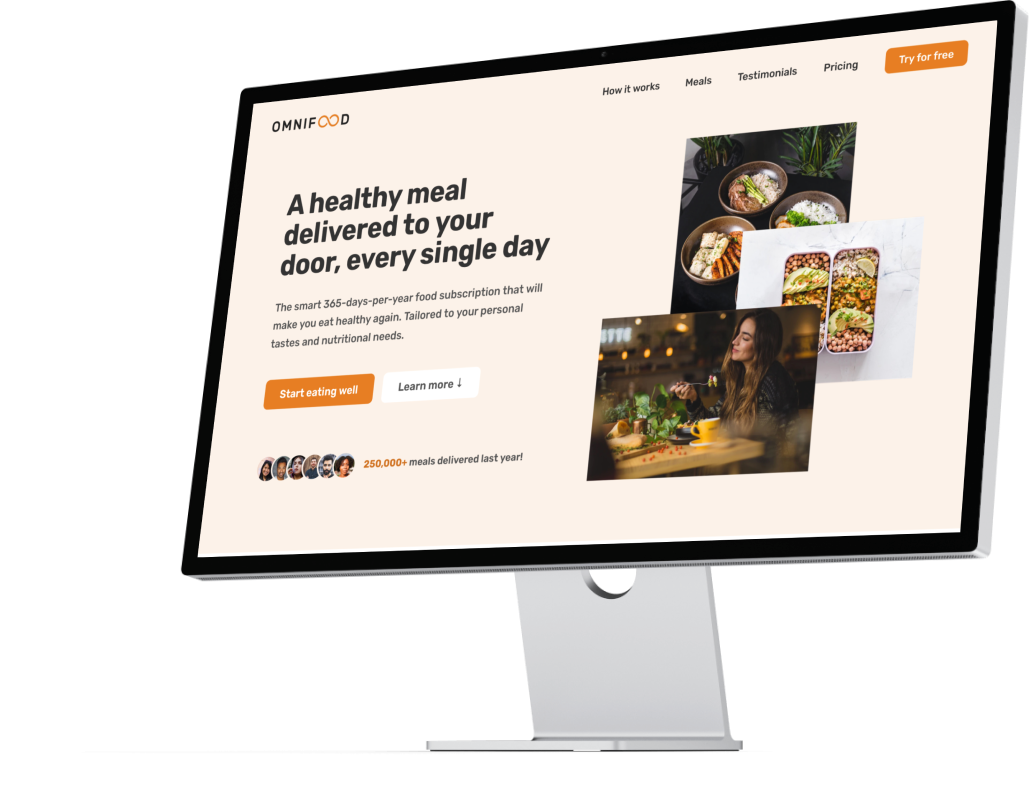 OMNIFOOD
How it works
Meals
Testimonials
Pricing
Try for free
A healthy meal
delivered to your
door, every single day
The smart 365-days-per-year food subscription that will
make you eat healthy again. Tailored to your personal
tastes and nutritional needs.
Start eating well
Learn more ↓
250,000+ meals delivered last year!